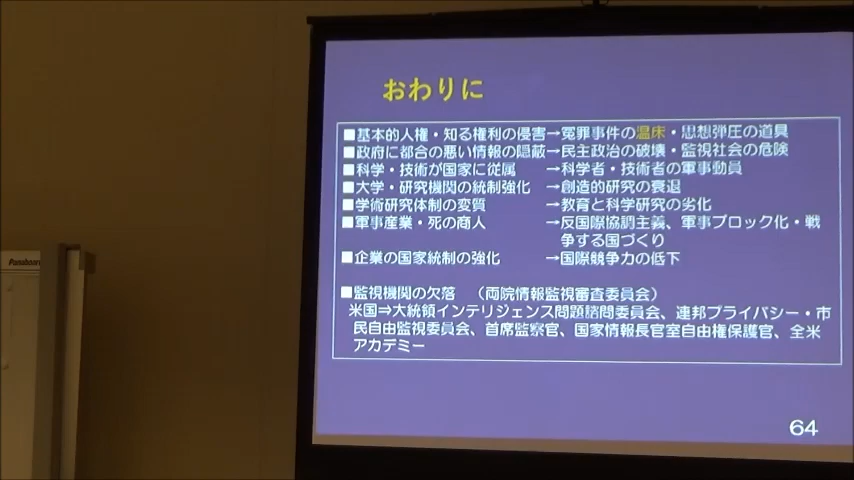 おわりに
■基本的人権・知る権利の侵害→冤罪事件の温床・思想弾圧の道具
■政府に都合の悪い情報の隠蔽→民主政治の破壊・監視社会の危険
■科学・技術が国家に従属 →科学者・技術者の軍事動員
■大学・研究機関の統制強化 →創造的研究の衰退
■学術研究体制の変質 →教育と科学研究の劣化
■軍事産業・死の商人 →反国際協調主義、軍事ブロック化・戦
争する国づくり
■企業の国家統制の強化 →国際競争力の低下
■監視機関の欠落 （両院情報監視審査委員会）
米国⇒大統領インテリジェンス問題諮問委員会、連邦プライバシー・市
民自由監視委員会、首席監察官、国家情報長官室自由権保護官、全米
アカデミー
64
Panaboard